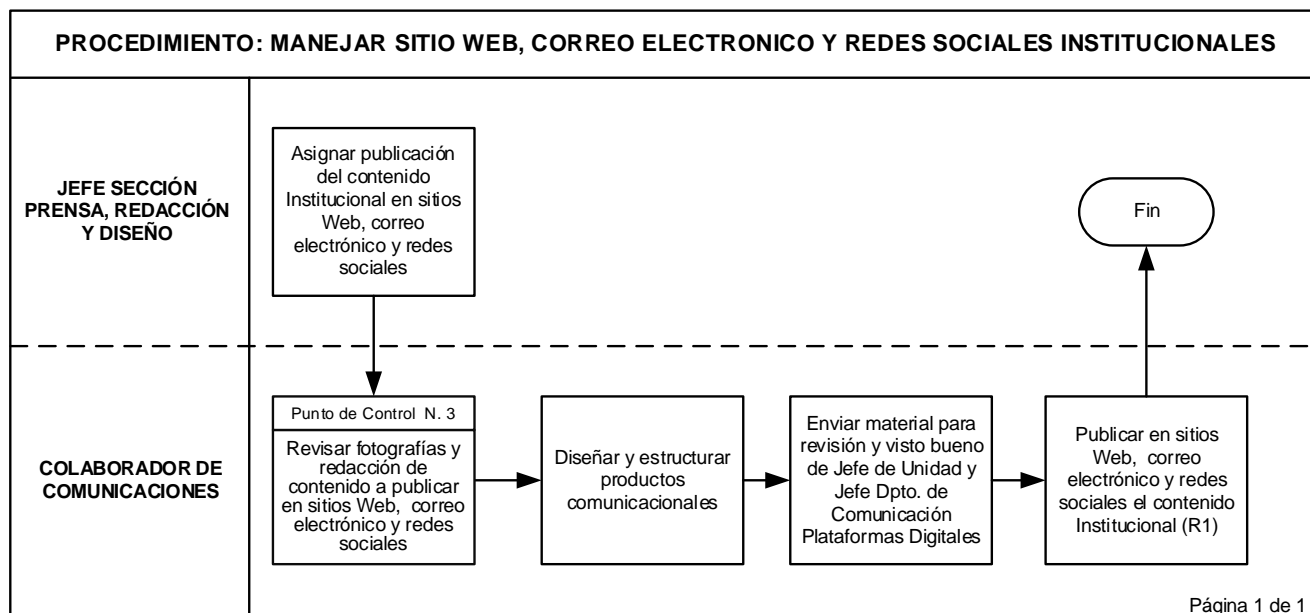 PROCEDIMIENTO: MANEJAR SITIO WEB, CORREO ELECTRONICO Y REDES SOCIALES INSTITUCIONALES
JEFE SECCIÓN
PRENSA, REDACCIÓN
Y DISEÑO
Asignar publicación
del contenido
Institucional en sitios
Web, correo
electrónico y redes
sociales
Fin
COLABORADOR DE
COMUNICACIONES
Punto de Control N. 3
Revisar fotografías y
redacción de
contenido a publicar
en sitios Web, correo
electrónico y redes
sociales
Diseñar y estructurar
productos
comunicacionales
Enviar material para
revisión y visto bueno
de Jefe de Unidad y
Jefe Dpto. de
Comunicación
Plataformas Digitales
Publicar en sitios
Web, correo
electrónico y redes
sociales el contenido
Institucional (R1)
Página 1 de 1